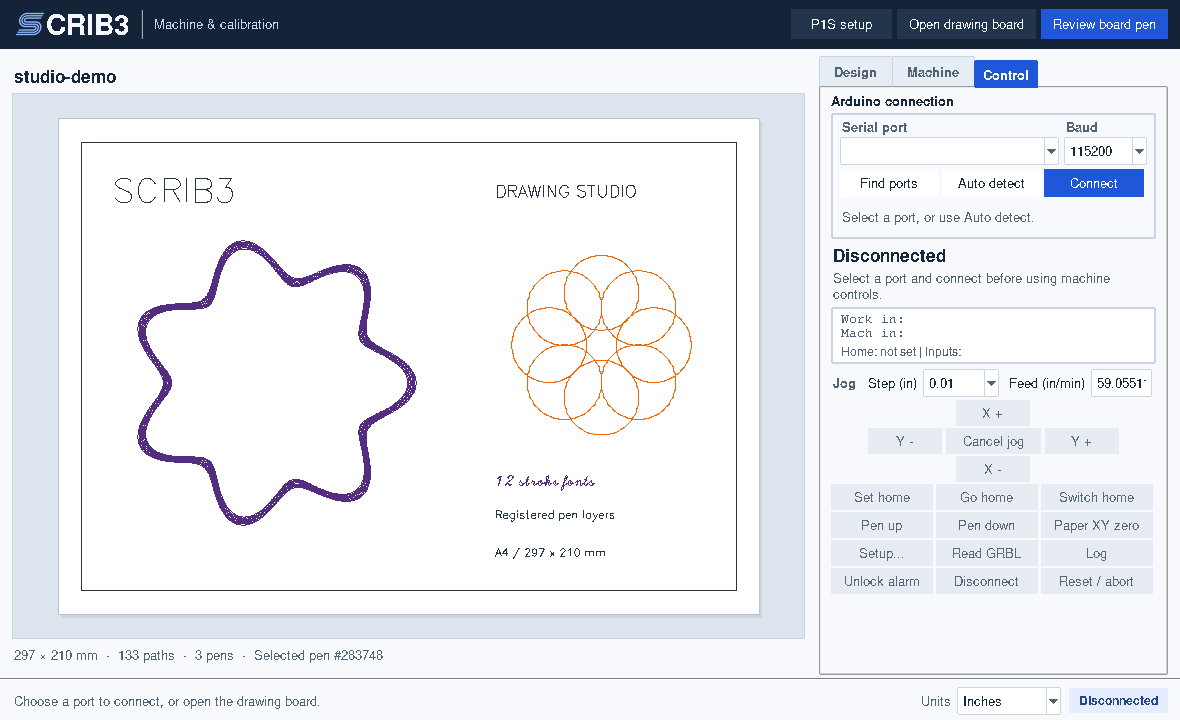 SCRIB3 Machine & calibration P1S setup Open drawing board Review board pen
studio-demo
Design Machine Control
Arduino connection
Serial port Baud
115200
Find ports Auto detect Connect
Select a port, or use Auto detect.
Disconnected
Select a port and connect before using machine
controls.
Work in:
Mach in:
Home: not set | Inputs:
Jog Step (in) 0.01 Feed (in/min) 59.0551
X +
Y - Cancel jog Y +
X -
Set home Go home Switch home
Pen up Pen down Paper XY zero
Setup... Read GRBL Log
Unlock alarm Disconnect Reset / abort
SCRIB3
DRAWING STUDIO
12 stroke fonts
Registered pen layers
A4 / 297 × 210 mm
297 × 210 mm · 133 paths · 3 pens · Selected pen #283748
Choose a port to connect, or open the drawing board.
Units Inches Disconnected